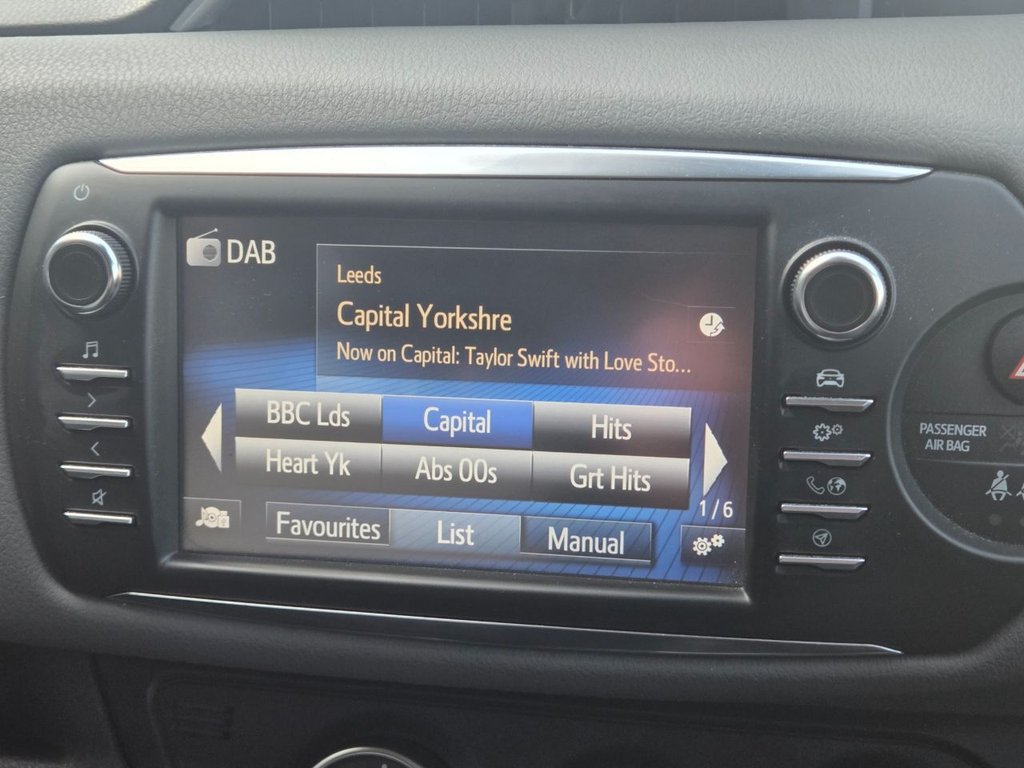 DAB
Leeds
Capital Yorkshre
Now on Capital: Taylor Swift with Love Sto...
BBC Lds
Capital
Hits
Heart Yk
Abs 00s
Grt Hits
1/6
Favourites
List
Manual
PASSENGER
AIR BAG